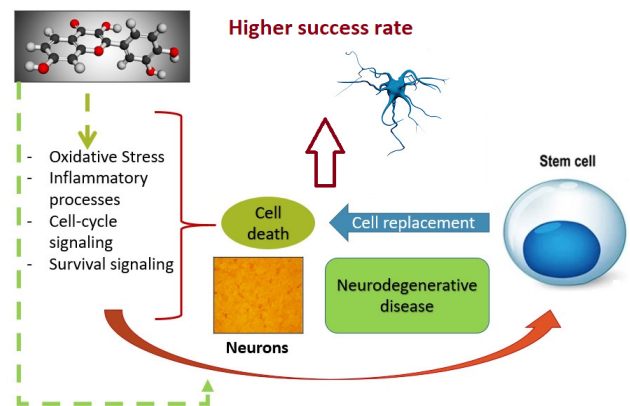 Higher success rate
- Oxidative Stress
- Inflammatory
processes
- Cell-cycle
signaling
- Survival signaling
Cell
death
Cell replacement
Stem cell
Neurodegenerative
disease
Neurons